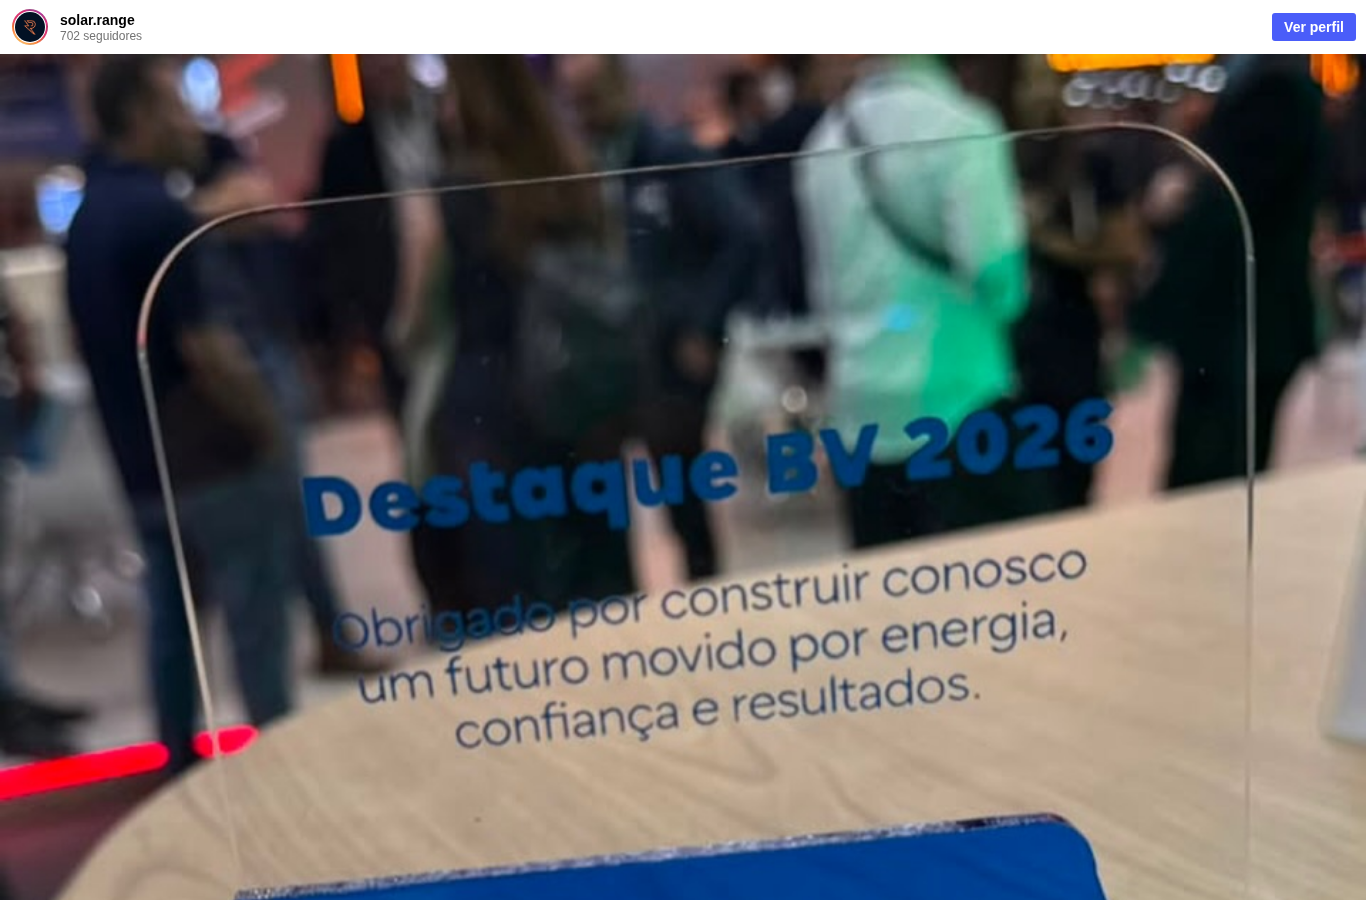 solar.range
702 seguidores
Ver perfil
Destaque BV 2026
Obrigado por construir conosco
um futuro movido por energia,
confiança e resultados.